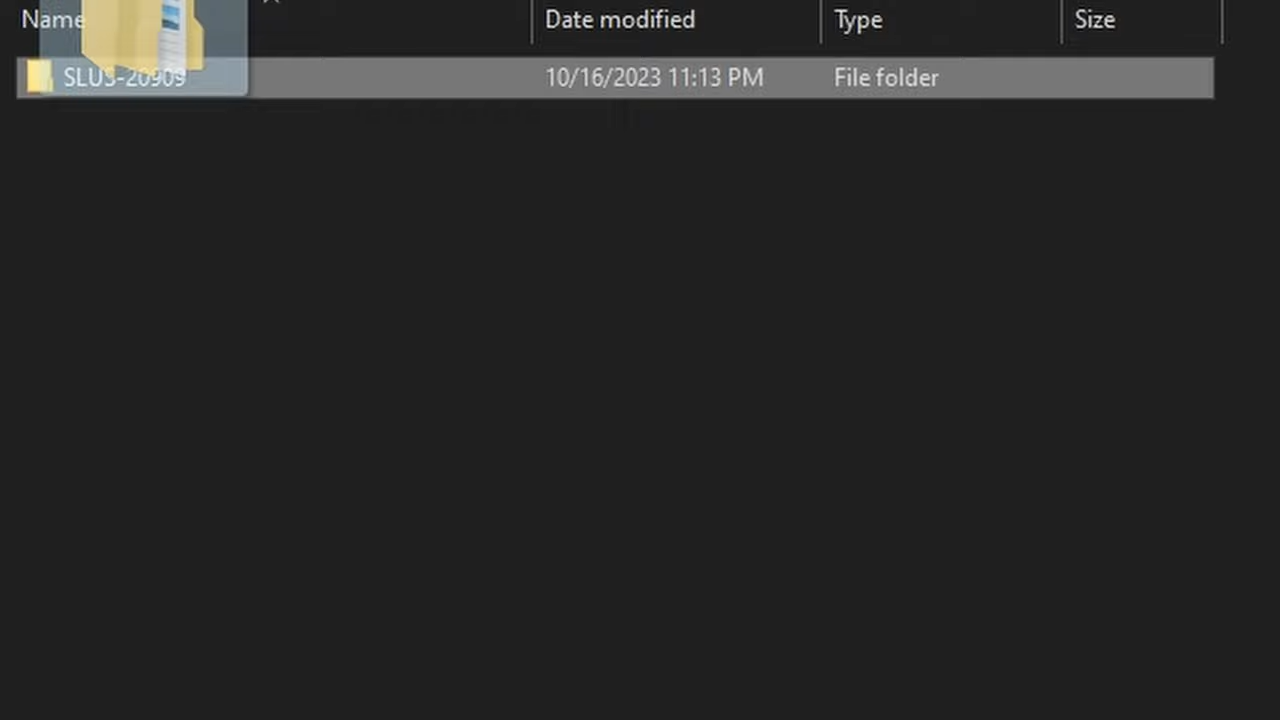 Name Date modified Type Size
SLUS-20909 10/16/2023 11:13 PM File folder